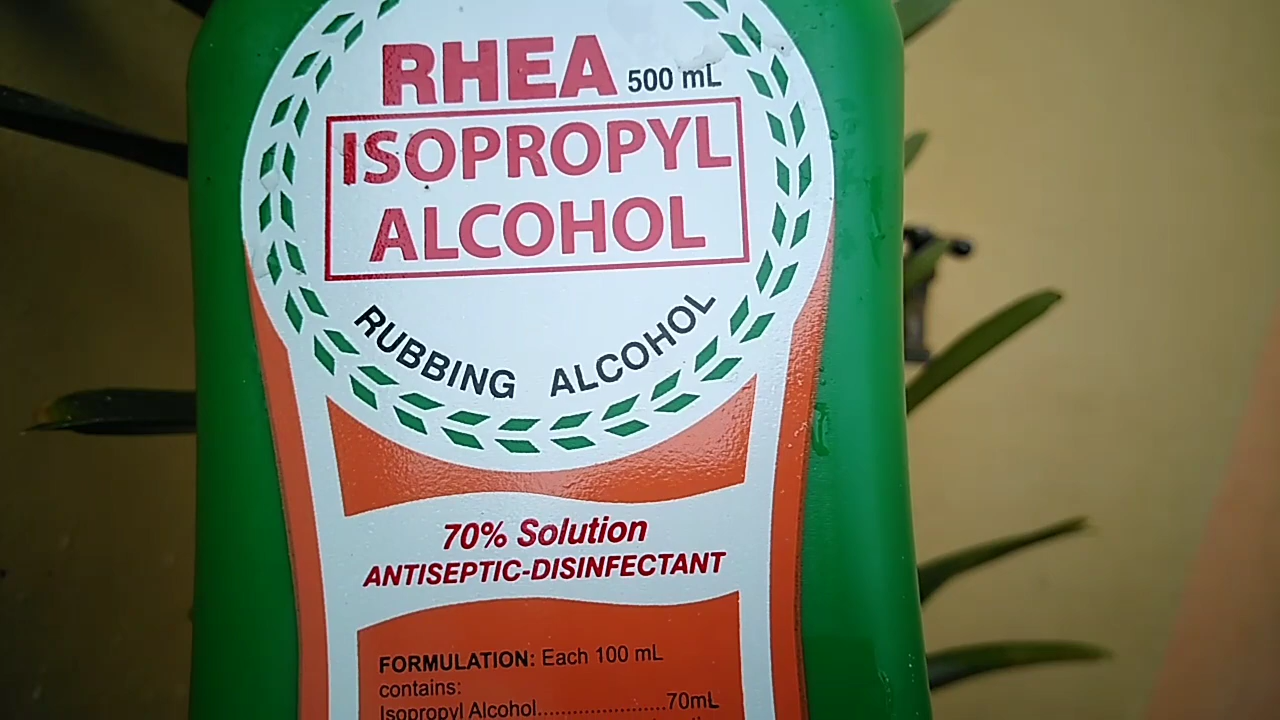 RHEA 500 mL
ISOPROPYL
ALCOHOL
RUBBING ALCOHOL
70% Solution
ANTISEPTIC-DISINFECTANT
FORMULATION: Each 100 mL
contains:
Isopropyl Alcohol......................70mL